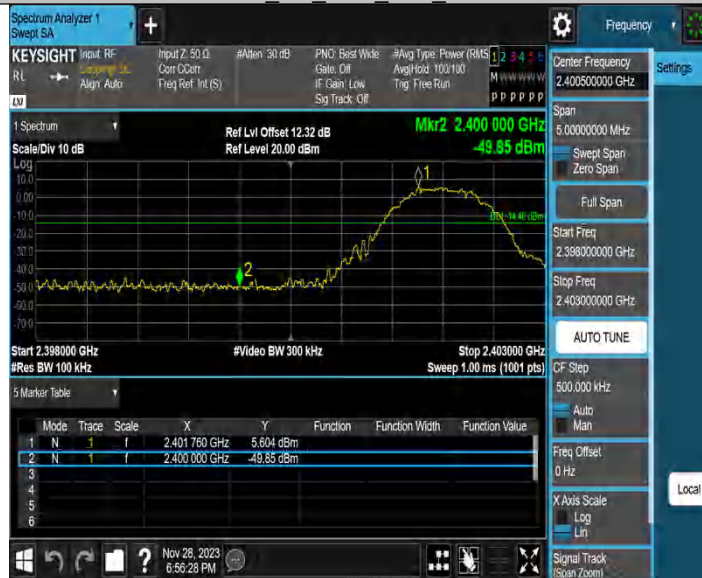 Spectrum Analyzer 1
Swept SA
+
Frequency
KEYSIGHT Input: RF
Coupling: DC
Align: Auto
RL
LXI
Input Z: 50 Ω
Corr CCorr
Freq Ref: Int (S)
#Atten: 30 dB
PNO: Best Wide
Gate: Off
IF Gain: Low
Sig Track: Off
#Avg Type: Power (RMS
Avg|Hold: 100/100
Trig: Free Run
1 2 3 4 5 6
M W W W W W
P P P P P P
Center Frequency
2.400500000 GHz
Settings
Span
5.00000000 MHz
Swept Span
Zero Span
Full Span
Start Freq
2.398000000 GHz
Stop Freq
2.403000000 GHz
AUTO TUNE
CF Step
500.000 kHz
Auto
Man
Freq Offset
0 Hz
X Axis Scale
Log
Lin
Signal Track
(Span Zoom)
Local
1 Spectrum
Scale/Div 10 dB
Ref Lvl Offset 12.32 dB
Ref Level 20.00 dBm
Mkr2 2.400 000 GHz
-49.85 dBm
Log
10.0
0.00
-10.0
-20.0
-30.0
-40.0
-50.0
-60.0
-70.0
1
2
Start 2.398000 GHz
#Res BW 100 kHz
#Video BW 300 kHz
Stop 2.403000 GHz
Sweep 1.00 ms (1001 pts)
5 Marker Table
Mode Trace Scale X Y Function Function Width Function Value
1 N 1 f 2.401 760 GHz 5.604 dBm
2 N 1 f 2.400 000 GHz -49.85 dBm
3
4
5
6
?
Nov 28, 2023
6:56:28 PM